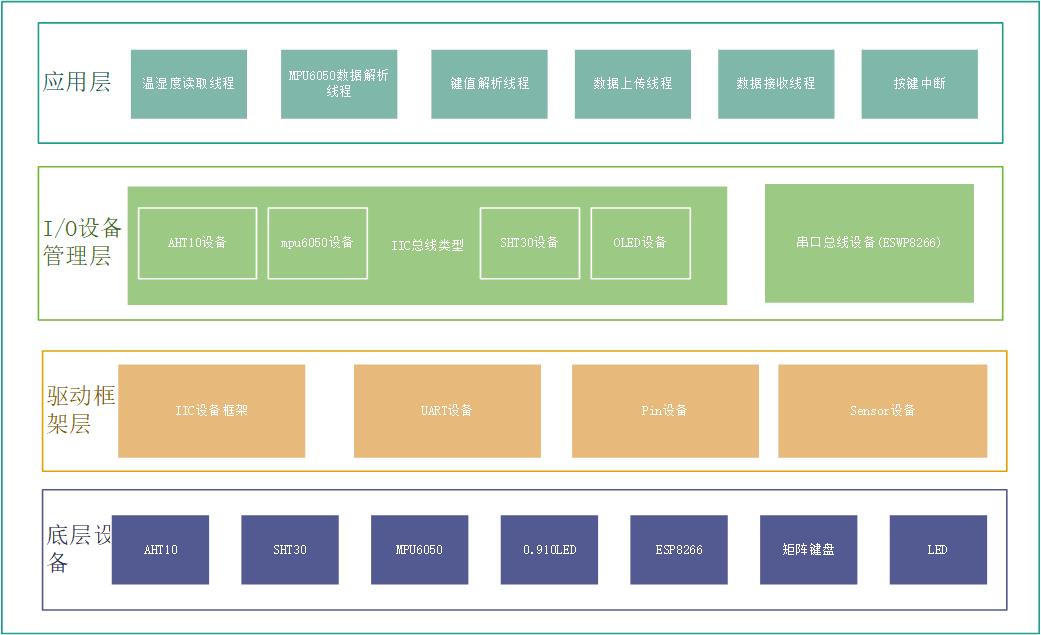 应用层
温湿度读取线程
MPU6050数据解析
线程
键值解析线程
数据上传线程
数据接收线程
按键中断
I/O设备
管理层
AHT10设备
mpu6050设备
IIC总线类型
SHT30设备
OLED设备
串口总线设备(ESWP8266)
驱动框
架层
IIC设备框架
UART设备
Pin设备
Sensor设备
底层设
备
AHT10
SHT30
MPU6050
0.91OLED
ESP8266
矩阵键盘
LED